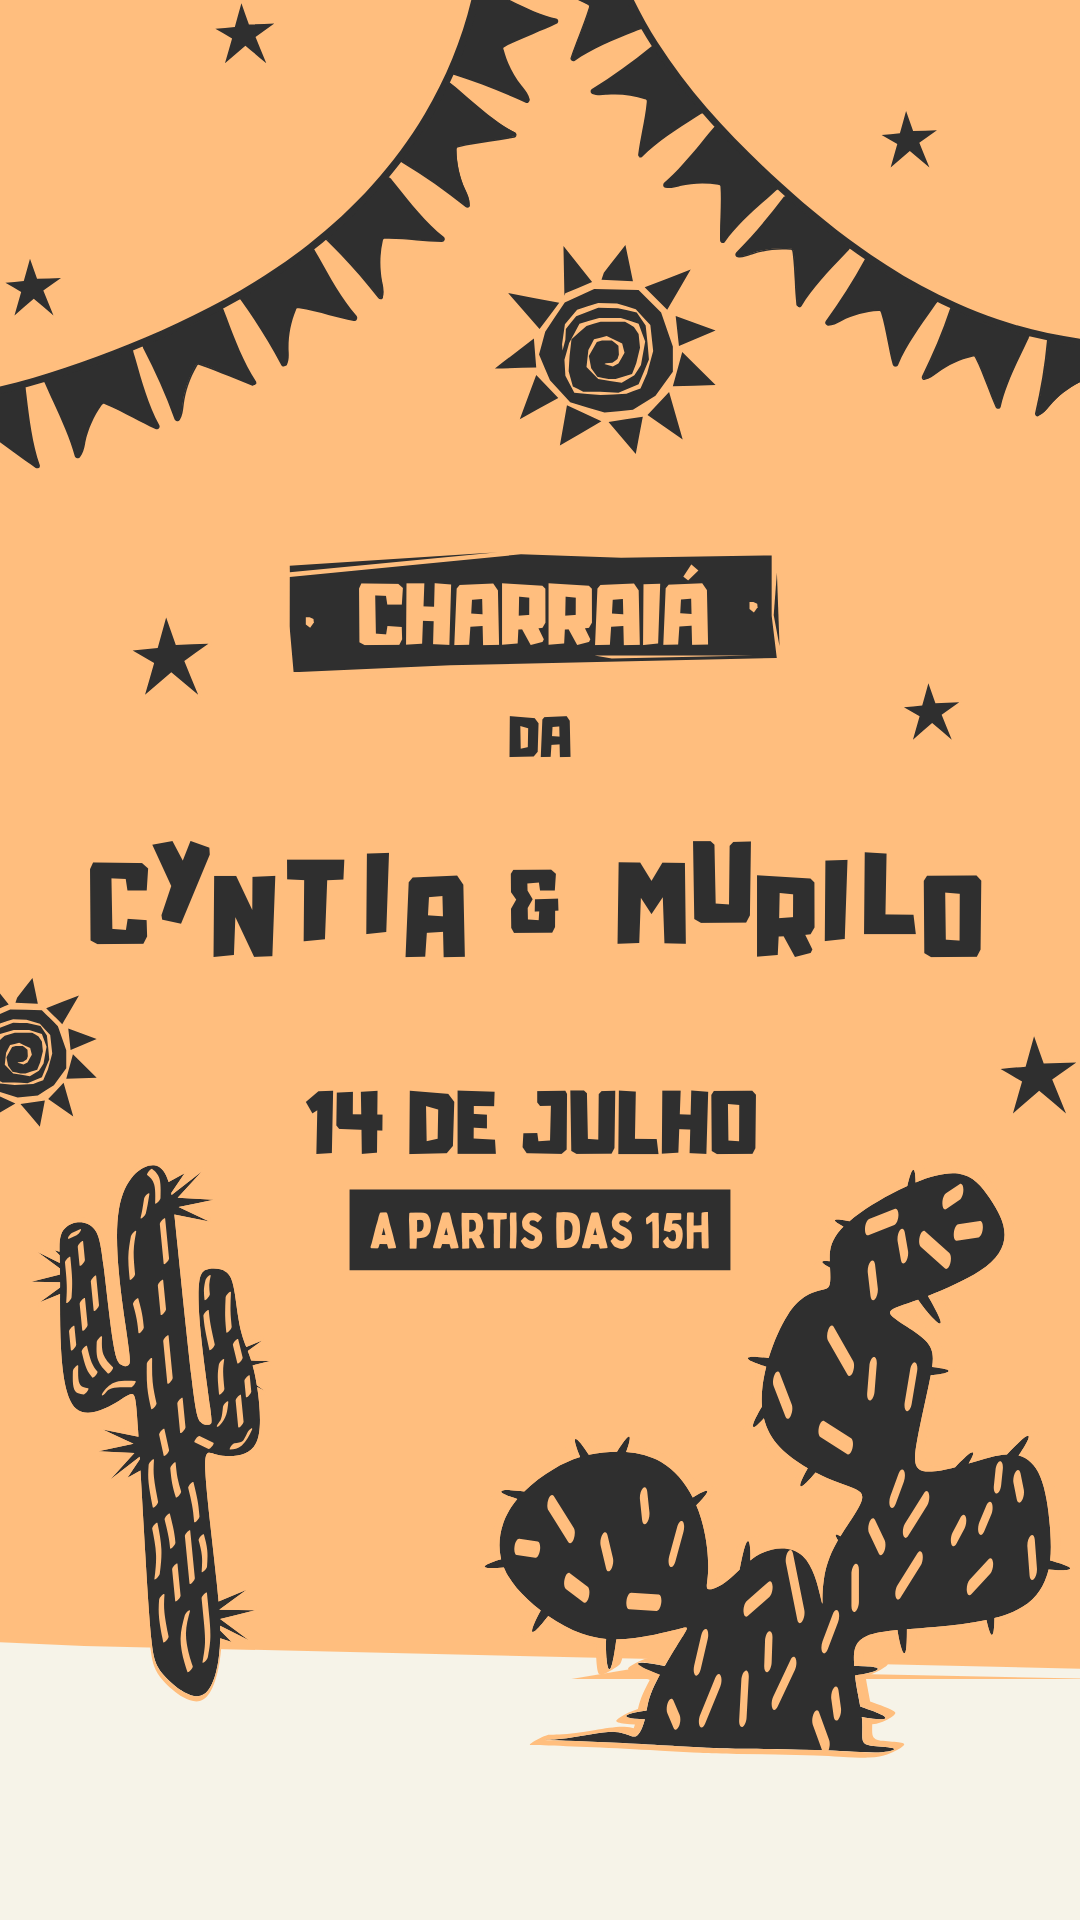 CHARRAIÁ
DA
CYNTIA & MURILO
14 DE JULHO
A PARTIS DAS 15H